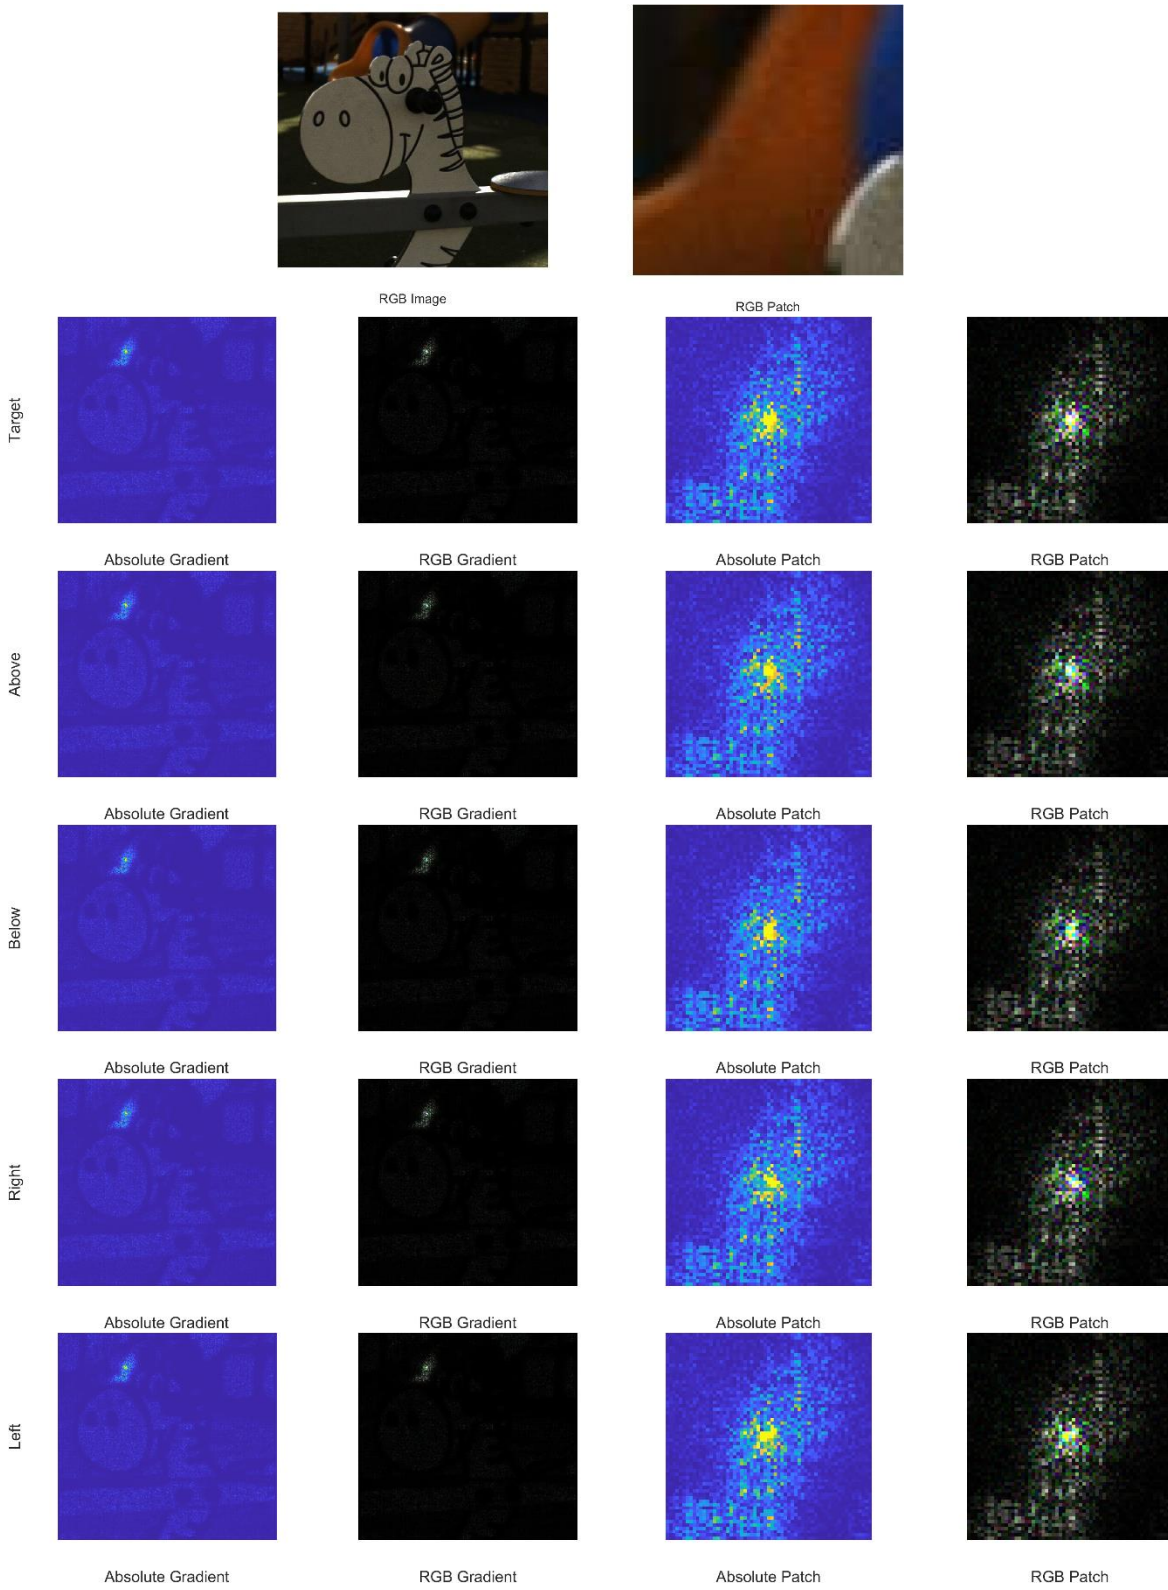 RGB Image
RGB Patch
Target
Absolute Gradient
RGB Gradient
Absolute Patch
RGB Patch
Above
Absolute Gradient
RGB Gradient
Absolute Patch
RGB Patch
Below
Absolute Gradient
RGB Gradient
Absolute Patch
RGB Patch
Right
Absolute Gradient
RGB Gradient
Absolute Patch
RGB Patch
Left
Absolute Gradient
RGB Gradient
Absolute Patch
RGB Patch